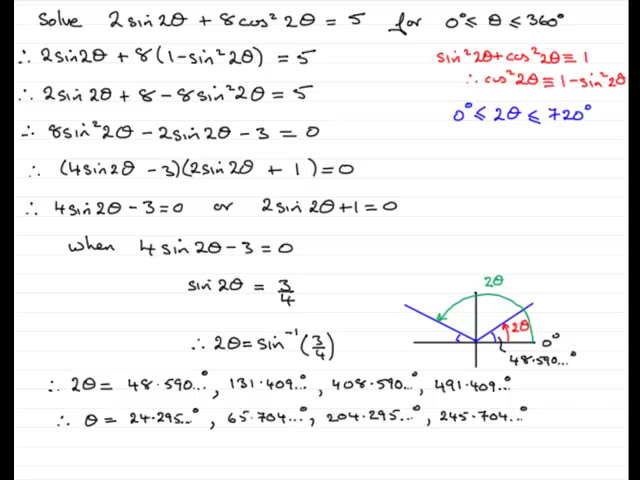 Solve 2sin2θ + 8cos²2θ = 5 for 0° ≤ θ ≤ 360°
∴ 2sin2θ + 8(1-sin²2θ) = 5
sin²2θ + cos²2θ ≡ 1
∴ cos²2θ ≡ 1-sin²2θ
∴ 2sin2θ + 8 - 8sin²2θ = 5
0° ≤ 2θ ≤ 720°
∴ 8sin²2θ - 2sin2θ - 3 = 0
∴ (4sin2θ - 3)(2sin2θ + 1) = 0
∴ 4sin2θ - 3 = 0 or 2sin2θ + 1 = 0
when 4sin2θ - 3 = 0
sin2θ = 3/4
2θ
2θ
0°
48.590...°
∴ 2θ = sin⁻¹(3/4)
∴ 2θ = 48.590...°, 131.409...°, 408.590...°, 491.409...°
∴ θ = 24.295...°, 65.704...°, 204.295...°, 245.704...°